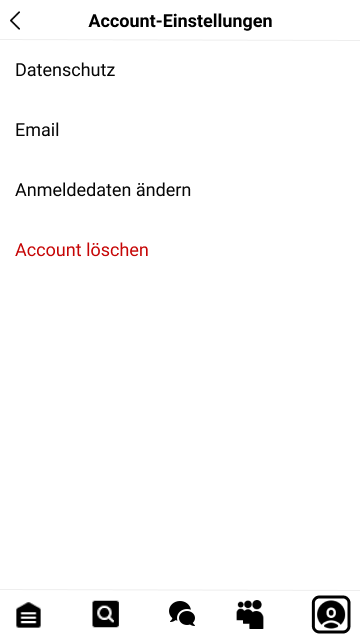 Account-Einstellungen
Datenschutz
Email
Anmeldedaten ändern
Account löschen